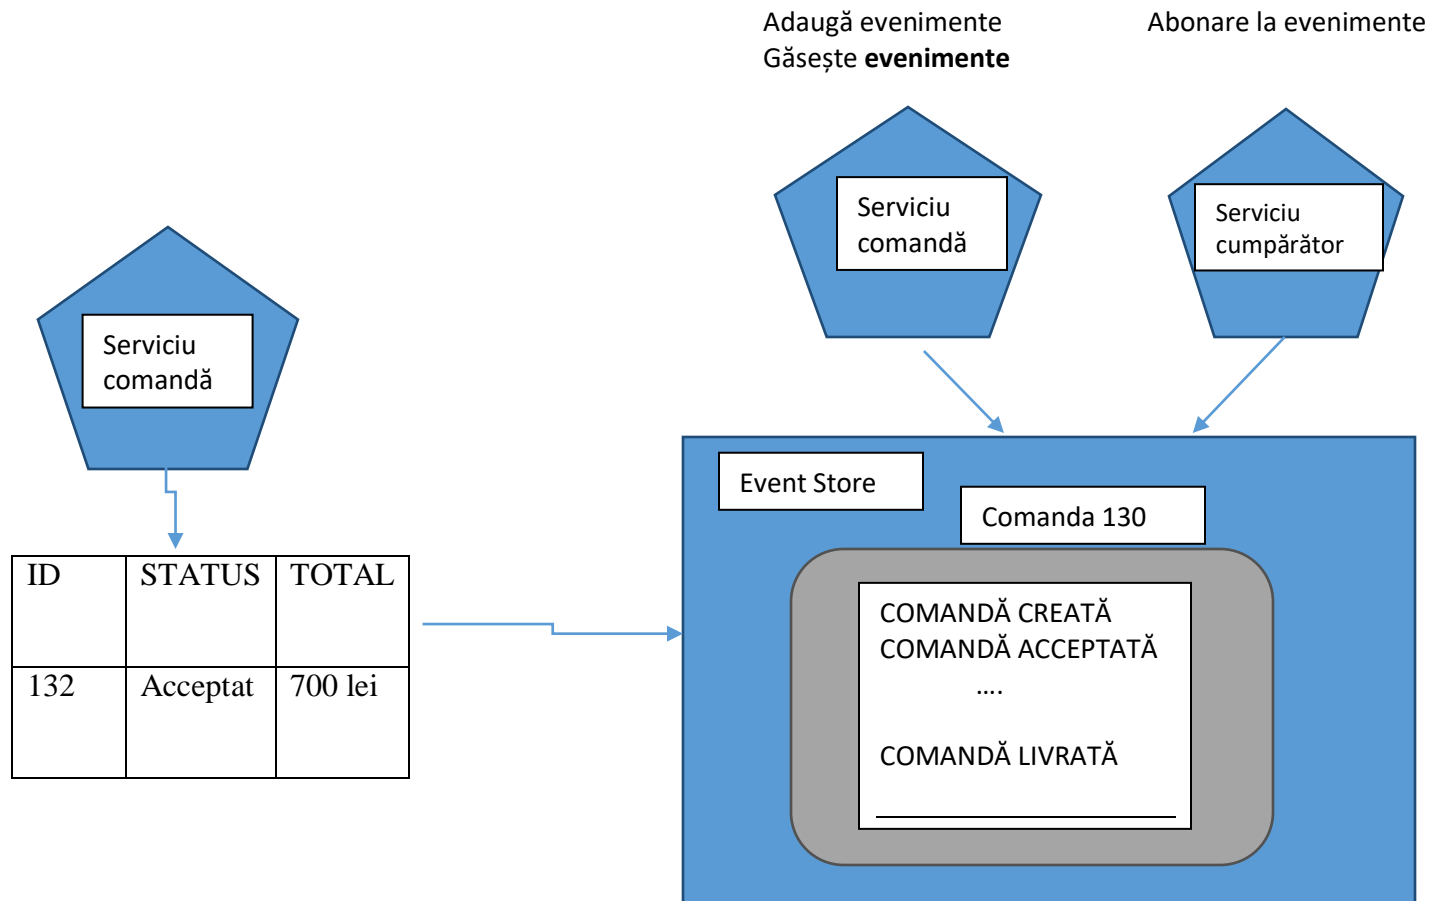 Adaugă evenimente
Găsește evenimente
Abonare la evenimente
Serviciu
comandă
Serviciu
cumpărător
Serviciu
comandă
Event Store
Comanda 130
ID STATUS TOTAL
132 Acceptat 700 lei
COMANDĂ CREATĂ
COMANDĂ ACCEPTATĂ
....
COMANDĂ LIVRATĂ